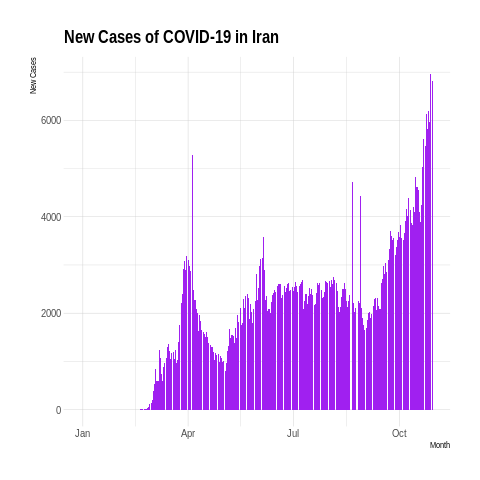 New Cases of COVID-19 in Iran
New Cases
6000
4000
2000
0
Jan Apr Jul Oct
Month